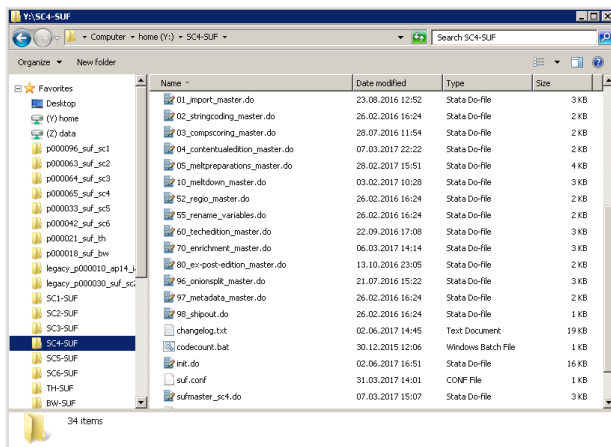 Y:\SC4-SUF
Computer home (Y:) SC4-SUF Search SC4-SUF
Organize New folder
Favorites
Desktop
(Y) home
(Z) data
p000096_suf_sc1
p000063_suf_sc2
p000064_suf_sc3
p000065_suf_sc4
p000033_suf_sc5
p000042_suf_sc6
p000021_suf_th
p000018_suf_bw
legacy_p000010_ap14_i
legacy_p000030_suf_sc2
SC1-SUF
SC2-SUF
SC3-SUF
SC4-SUF
SC5-SUF
SC6-SUF
TH-SUF
BW-SUF
Name Date modified Type Size
01_import_master.do 23.08.2016 12:52 Stata Do-file 3 KB
02_stringcoding_master.do 26.02.2016 16:24 Stata Do-file 2 KB
03_compscoring_master.do 28.07.2016 11:54 Stata Do-file 2 KB
04_contentualedition_master.do 07.03.2017 22:22 Stata Do-file 2 KB
05_meltpreparations_master.do 28.02.2017 15:51 Stata Do-file 4 KB
10_meltdown_master.do 03.02.2017 10:28 Stata Do-file 3 KB
52_regio_master.do 26.02.2016 16:24 Stata Do-file 2 KB
55_rename_variables.do 26.02.2016 16:24 Stata Do-file 2 KB
60_techedition_master.do 22.09.2016 17:08 Stata Do-file 3 KB
70_enrichment_master.do 06.03.2017 14:14 Stata Do-file 3 KB
80_ex-post-edition_master.do 13.10.2016 23:05 Stata Do-file 2 KB
96_onionsplit_master.do 21.07.2016 15:22 Stata Do-file 3 KB
97_metadata_master.do 26.02.2016 16:24 Stata Do-file 2 KB
98_shipout.do 26.02.2016 16:24 Stata Do-file 1 KB
changelog.txt 02.06.2017 14:45 Text Document 19 KB
codecount.bat 30.12.2015 12:06 Windows Batch File 1 KB
init.do 02.06.2017 16:51 Stata Do-file 16 KB
suf.conf 31.03.2017 14:01 CONF File 1 KB
sufmaster_sc4.do 07.03.2017 15:07 Stata Do-file 3 KB
34 items